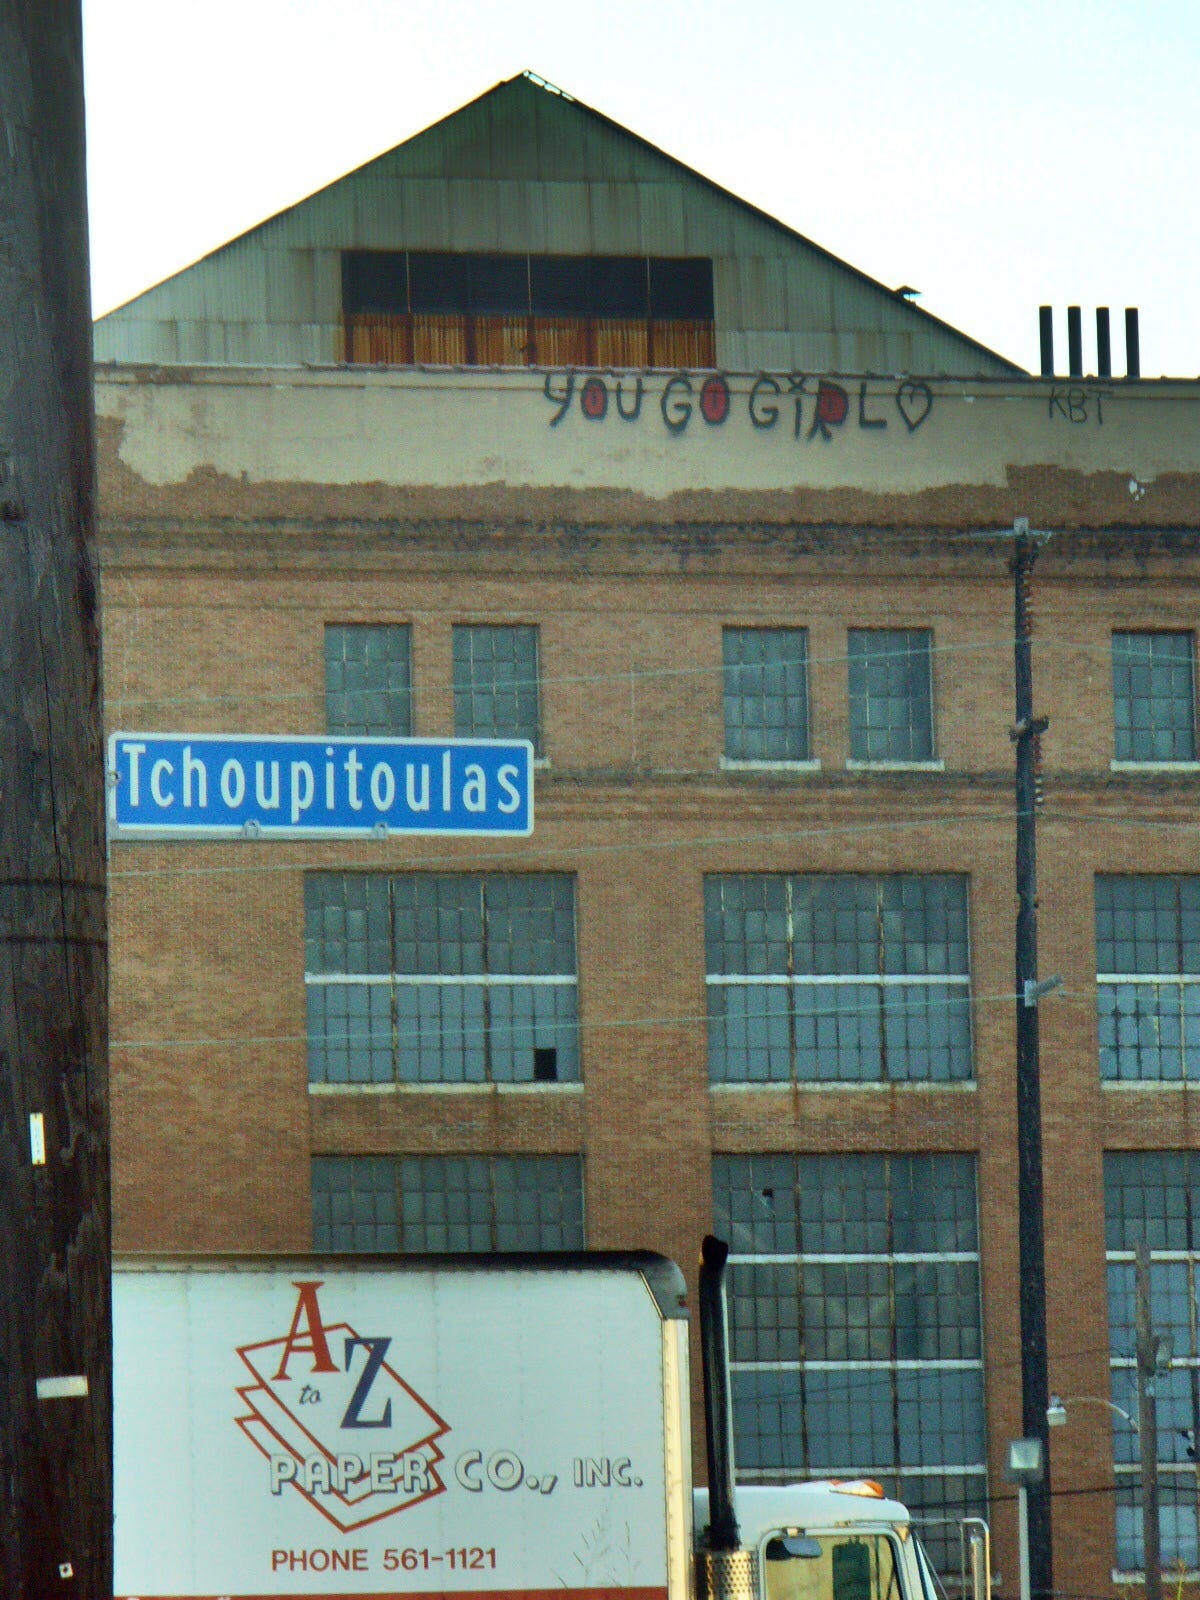 YOU GO GiRL♡
KBT
Tchoupitoulas
A
to
Z
PAPER CO., INC.
PHONE 561-1121